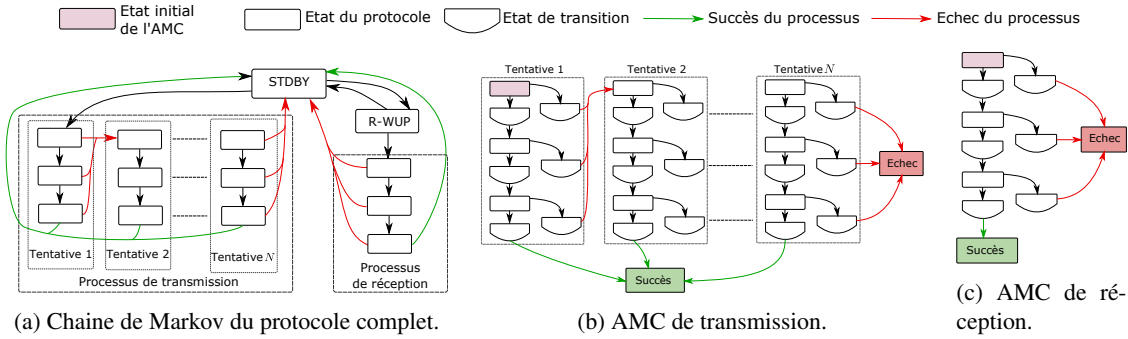 Etat initial
de l'AMC
Etat du protocole
Etat de transition
Succès du processus
Echec du processus
STDBY
R-WUP
Tentative 1
Tentative 2
Tentative N
Processus de transmission
Processus
de réception
(a) Chaine de Markov du protocole complet.
Tentative 1
Tentative 2
Tentative N
Echec
Succès
(b) AMC de transmission.
Echec
Succès
(c) AMC de ré-
ception.